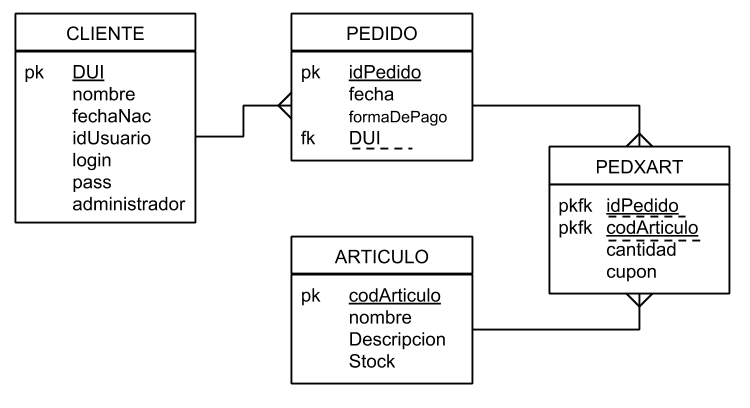 CLIENTE
pk DUI
nombre
fechaNac
idUsuario
login
pass
administrador
PEDIDO
pk idPedido
fecha
formaDePago
fk DUI
PEDXART
pkfk idPedido
pkfk codArticulo
cantidad
cupon
ARTICULO
pk codArticulo
nombre
Descripcion
Stock